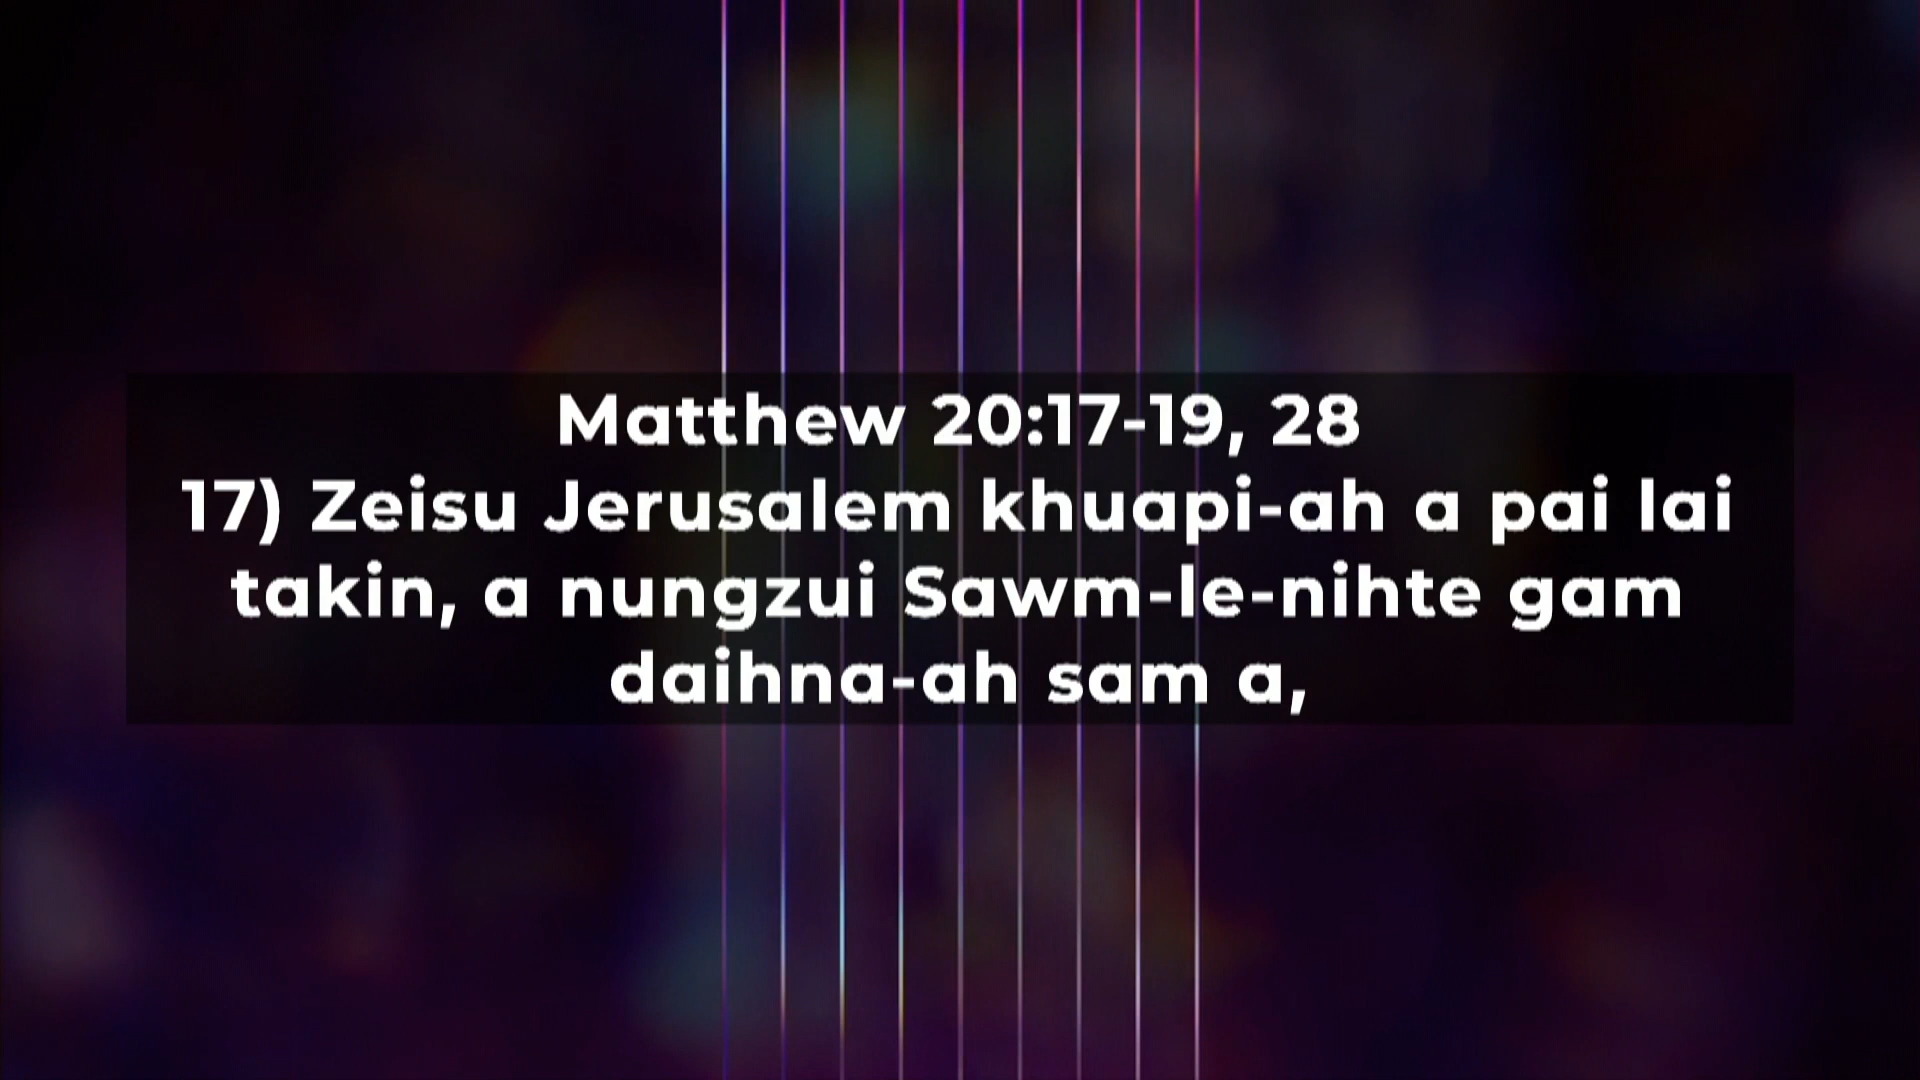 Matthew 20:17-19, 28
17) Zeisu Jerusalem khuapi-ah a pai lai
takin, a nungzui Sawm-le-nihte gam
daihna-ah sam a,